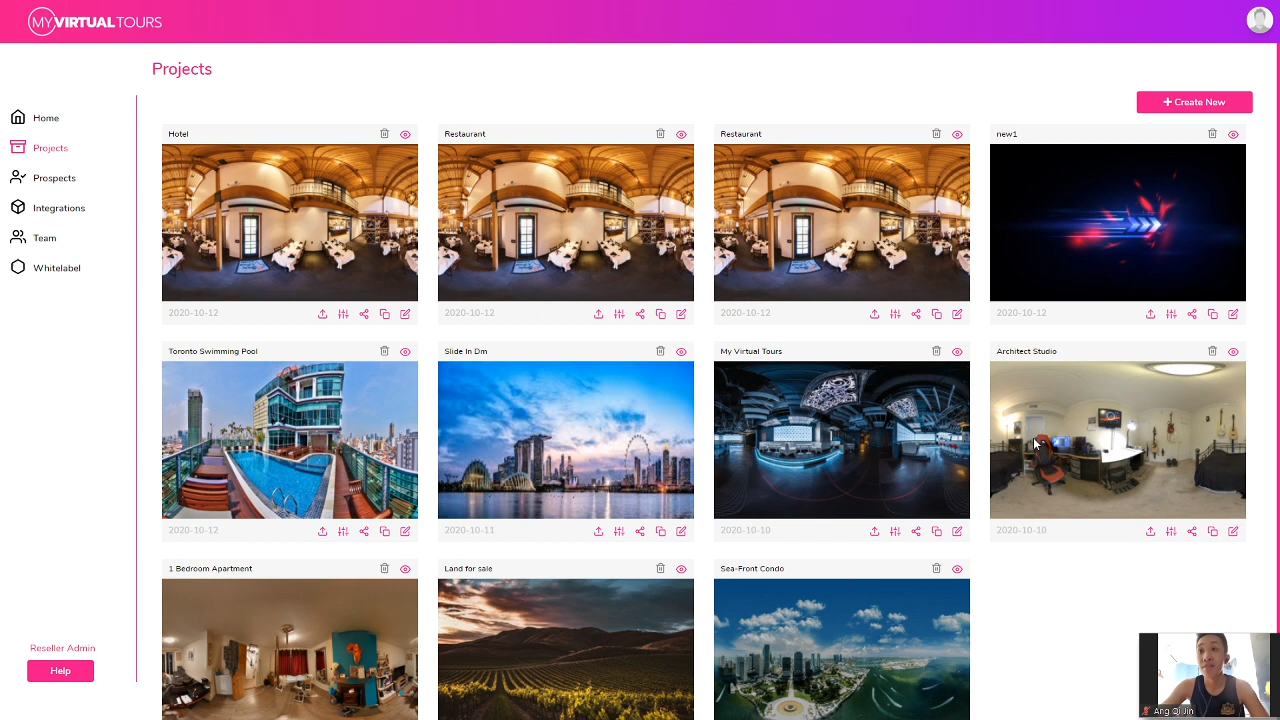 MYVIRTUALTOURS
Projects
Create New
Home
Projects
Prospects
Integrations
Team
Whitelabel
Hotel
Restaurant
Restaurant
new1
2020-10-12
2020-10-12
2020-10-12
2020-10-12
Toronto Swimming Pool
Slide In Dm
My Virtual Tours
Architect Studio
2020-10-12
2020-10-11
2020-10-10
2020-10-10
1 Bedroom Apartment
Land for sale
Sea-Front Condo
Reseller Admin
Help
Ang Qi Jin